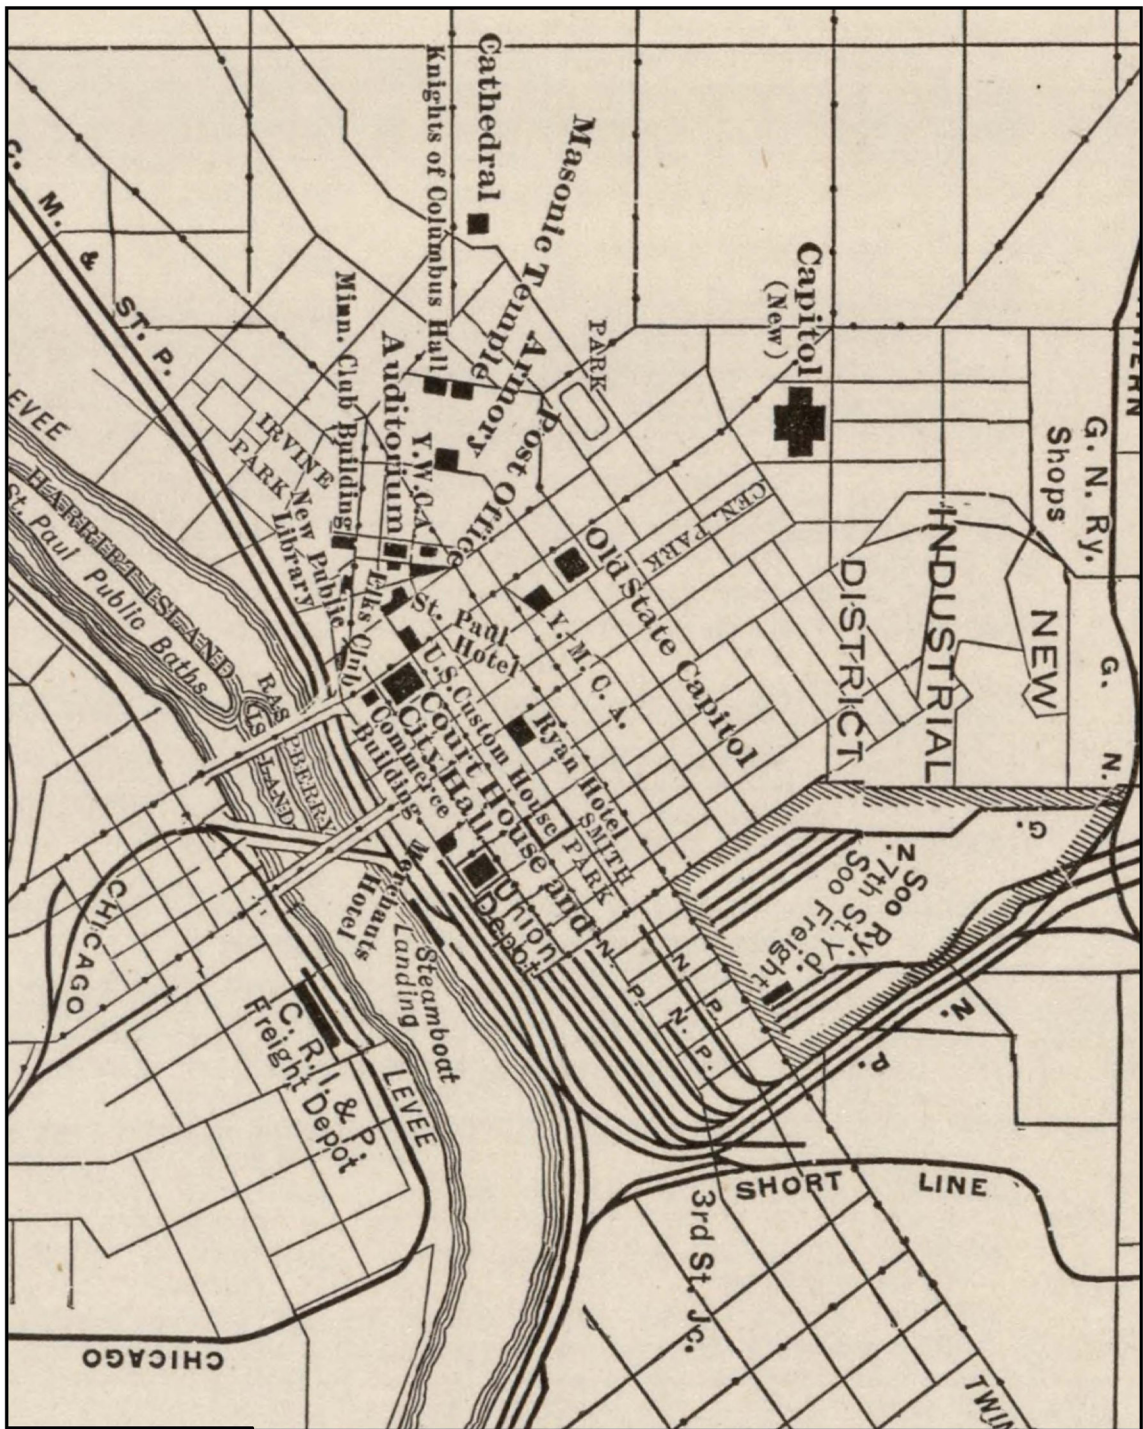 Cathedral
Knights of Columbus Hall
Masonic Temple
Armory
Post Office
PARK
Capitol
(New)
C. M. & ST. P.
Minn. Club Building
Auditorium
Y.W.C.A.
IRVINE
PARK
New Public
Library
Elks Club.
St. Paul
Hotel
U.S. Custom House
Court House and
City Hall.
Commerce
Building.
Old State Capitol
Y. M. C. A.
Ryan Hotel
CEN.
PARK
SMITH
PARK
G. N. Ry.
Shops
NEW
INDUSTRIAL
DISTRICT
G. N.
G. N.
Soo Ry.
7th St. Yd.
Soo Freight
EVEE
HARRIET ISLAND
St. Paul Public Baths
RASPBERRY
ISLAND
Merchants
Hotel
Union
Depot
Steamboat
Landing
LEVEE
C. R. I. & P.
Freight Depot
CHICAGO
CHICAGO
N. P.
N. P.
N. P.
N. P.
SHORT LINE
3rd St. Jc.
TWIN